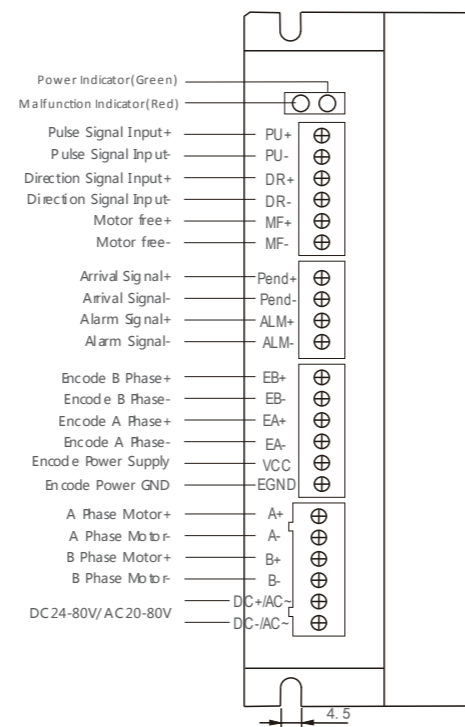 Power Indicator(Green)
Malfunction Indicator(Red)
Pulse Signal Input+ PU+
Pulse Signal Input- PU-
Direction Signal Input+ DR+
Direction Signal Input- DR-
Motor free+ MF+
Motor free- MF-
Arrival Signal+ Pend+
Arrival Signal- Pend-
Alarm Signal+ ALM+
Alarm Signal- ALM-
Encode B Phase+ EB+
Encode B Phase- EB-
Encode A Phase+ EA+
Encode A Phase- EA-
Encode Power Supply VCC
Encode Power GND EGND
A Phase Motor+ A+
A Phase Motor- A-
B Phase Motor+ B+
B Phase Motor- B-
DC+/AC~
DC24-80V/AC20-80V
DC-/AC~
4.5